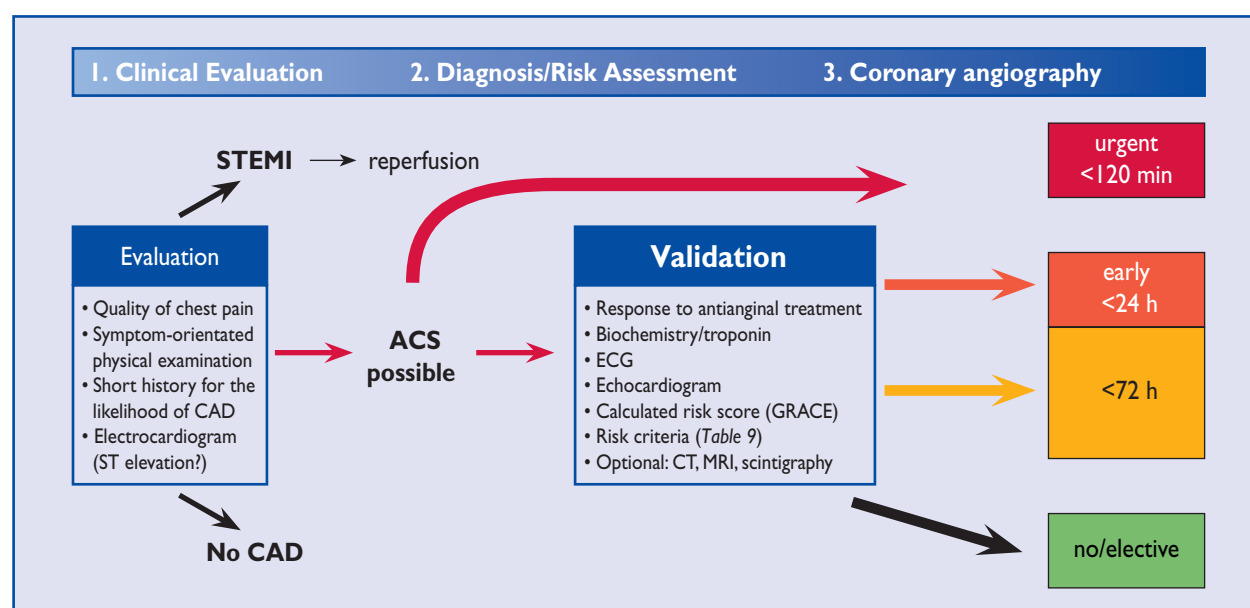 1. Clinical Evaluation 2. Diagnosis/Risk Assessment 3. Coronary angiography
STEMI
reperfusion
urgent
<120 min
Evaluation
• Quality of chest pain
• Symptom-orientated
physical examination
• Short history for the
likelihood of CAD
• Electrocardiogram
(ST elevation?)
ACS
possible
Validation
• Response to antianginal treatment
• Biochemistry/troponin
• ECG
• Echocardiogram
• Calculated risk score (GRACE)
• Risk criteria (Table 9)
• Optional: CT, MRI, scintigraphy
early
<24 h
<72 h
No CAD
no/elective